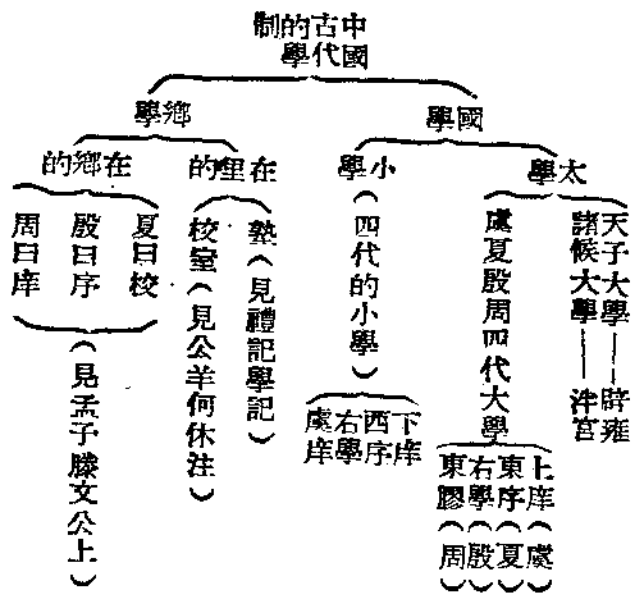 中國古代的學制
國學
鄉學
太學
小學
在里的
在鄉的
天子大學——辟雍
諸候大學——泮宮
虞夏殷周四代大學
上庠(虞)
東序(夏)
右學(殷)
東膠(周)
(四代的小學)
下庠
西序
右學
虞庠
塾(見禮記學記)
校室(見公羊何休注)
夏曰校
殷曰序
周曰庠
(見孟子滕文公上)